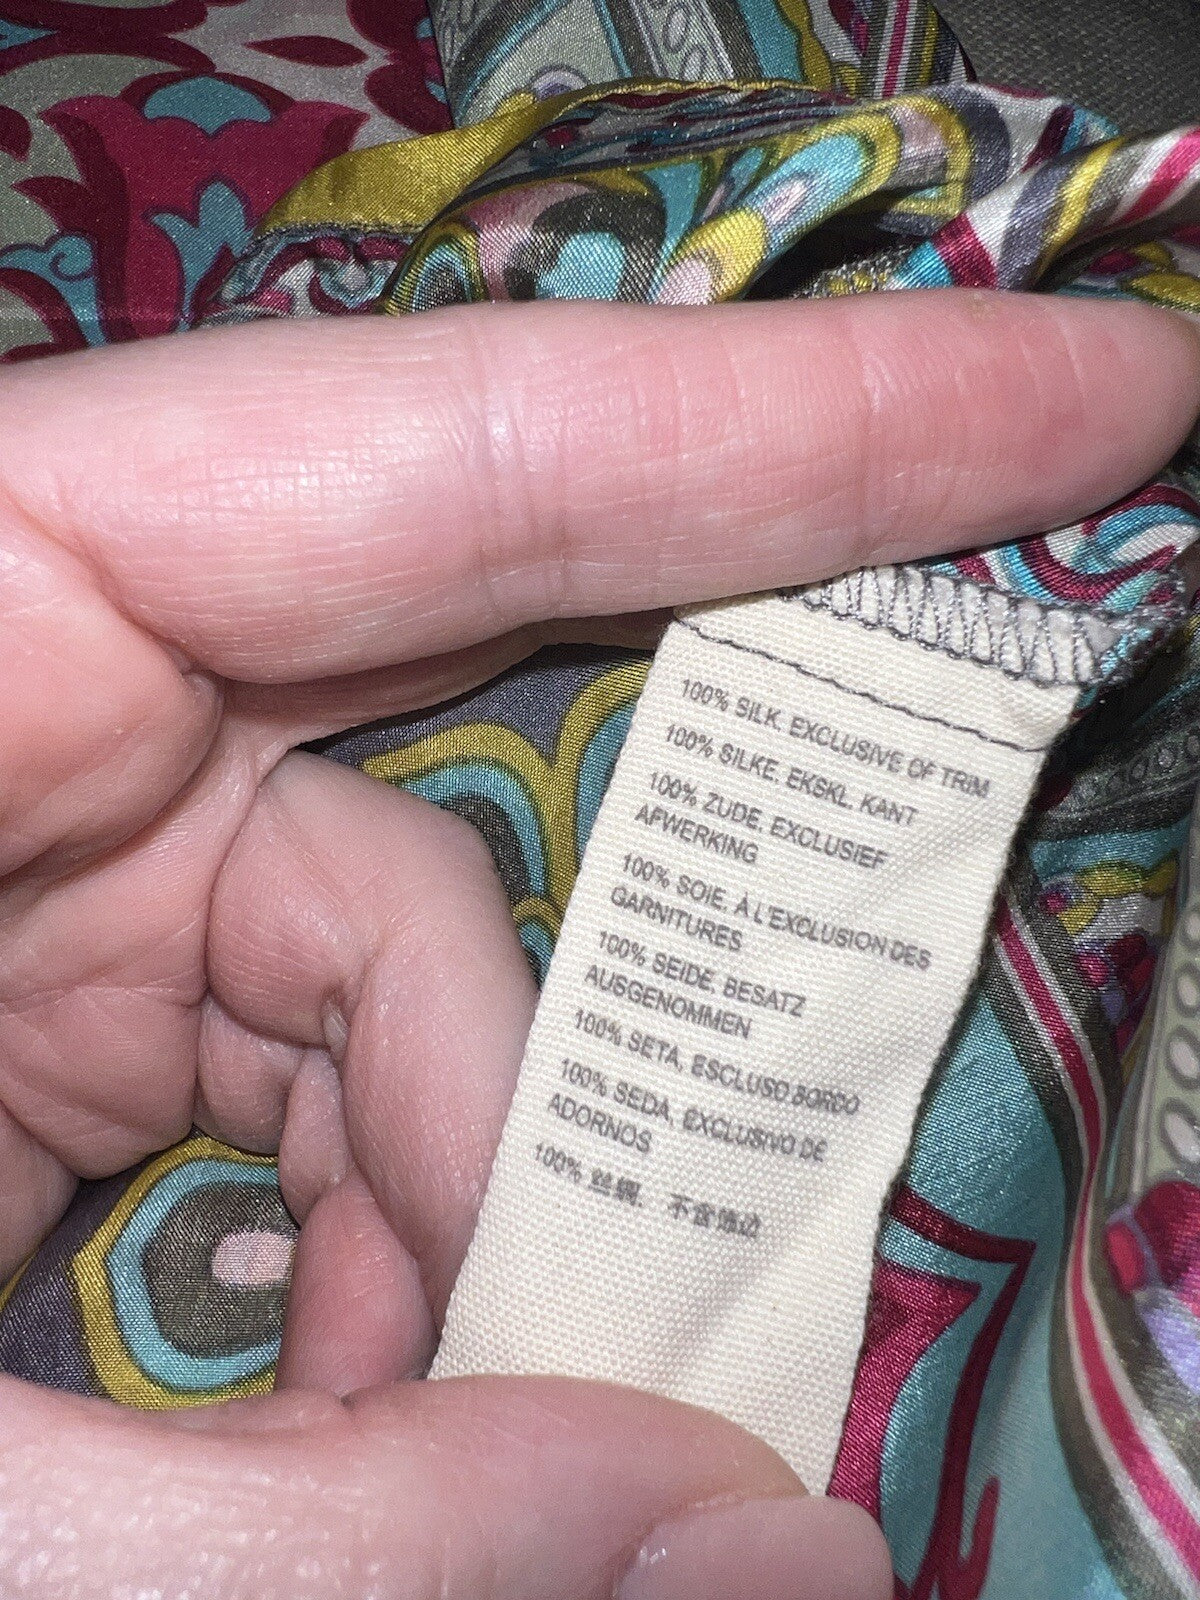 100% SILK, EXCLUSIVE OF TRIM
100% SILKE, EKSKL. KANT
100% ZUDE, EXCLUSIEF
AFWERKING
100% SOIE, À L'EXCLUSION DES
GARNITURES
100% SEIDE, BESATZ
AUSGENOMMEN
100% SETA, ESCLUSO BORDO
100% SEDA, EXCLUSIVO DE
ADORNOS
100% 丝绸, 不含饰边